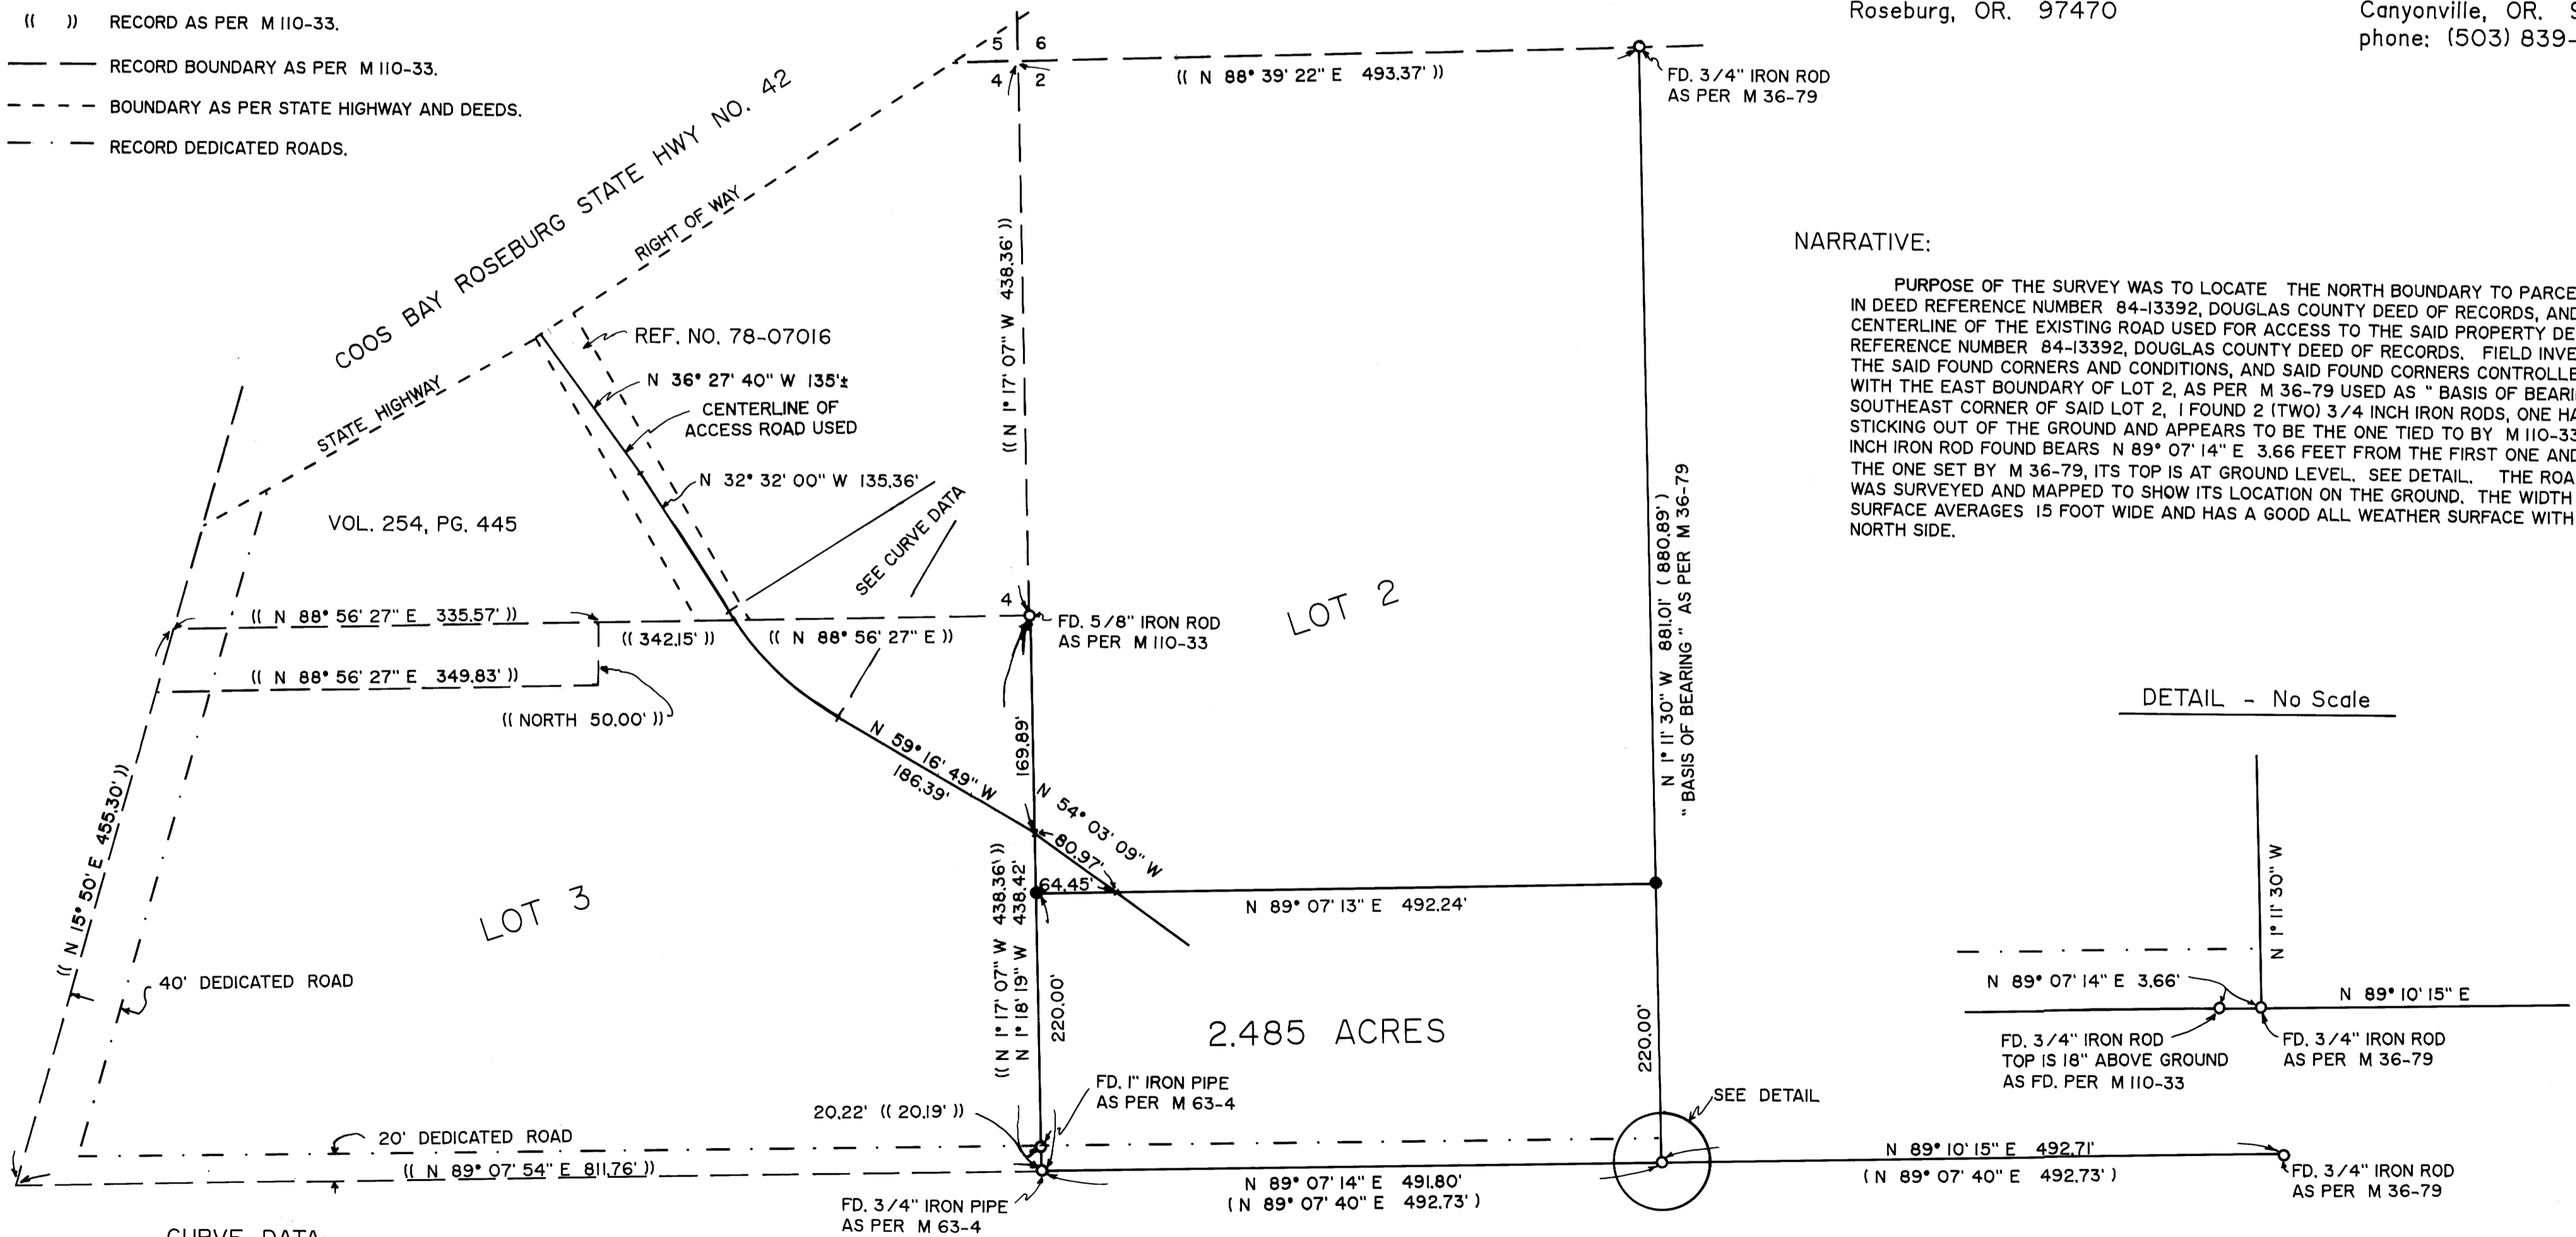 (( )) RECORD AS PER M 110-33.
RECORD BOUNDARY AS PER M 110-33.
BOUNDARY AS PER STATE HIGHWAY AND DEEDS.
RECORD DEDICATED ROADS.
Roseburg, OR. 97470
Canyonville, OR. 9
phone: (503) 839-
5 6
4 2
(( N 88° 39' 22" E 493.37' ))
FD. 3/4" IRON ROD
AS PER M 36-79
COOS BAY ROSEBURG STATE HWY NO. 42
RIGHT OF WAY
STATE HIGHWAY
(( N 1° 17' 07" W 438.36' ))
REF. NO. 78-07016
N 36° 27' 40" W 135'±
CENTERLINE OF
ACCESS ROAD USED
N 32° 32' 00" W 135.36'
SEE CURVE DATA
VOL. 254, PG. 445
NARRATIVE:
PURPOSE OF THE SURVEY WAS TO LOCATE THE NORTH BOUNDARY TO PARCE
IN DEED REFERENCE NUMBER 84-13392, DOUGLAS COUNTY DEED OF RECORDS, AND
CENTERLINE OF THE EXISTING ROAD USED FOR ACCESS TO THE SAID PROPERTY DE
REFERENCE NUMBER 84-13392, DOUGLAS COUNTY DEED OF RECORDS. FIELD INVE
THE SAID FOUND CORNERS AND CONDITIONS, AND SAID FOUND CORNERS CONTROLLE
WITH THE EAST BOUNDARY OF LOT 2, AS PER M 36-79 USED AS " BASIS OF BEARI
SOUTHEAST CORNER OF SAID LOT 2, I FOUND 2 (TWO) 3/4 INCH IRON RODS, ONE HA
STICKING OUT OF THE GROUND AND APPEARS TO BE THE ONE TIED TO BY M 110-33
INCH IRON ROD FOUND BEARS N 89° 07' 14" E 3.66 FEET FROM THE FIRST ONE AND
THE ONE SET BY M 36-79, ITS TOP IS AT GROUND LEVEL. SEE DETAIL. THE ROA
WAS SURVEYED AND MAPPED TO SHOW ITS LOCATION ON THE GROUND. THE WIDTH
SURFACE AVERAGES 15 FOOT WIDE AND HAS A GOOD ALL WEATHER SURFACE WITH
NORTH SIDE.
N 1° 11' 30" W 881.01' ( 880.89' )
" BASIS OF BEARING " AS PER M 36-79
(( N 88° 56' 27" E 335.57' ))
(( 342.15' ))
(( N 88° 56' 27" E ))
4
FD. 5/8" IRON ROD
AS PER M 110-33
LOT 2
(( N 88° 56' 27" E 349.83' ))
(( NORTH 50.00' ))
N 59° 16' 49" W
186.39'
169.89'
N 54° 03' 09" W
80.97'
64.45'
N 89° 07' 13" E 492.24'
(( N 15° 50' E 455.30' ))
LOT 3
40' DEDICATED ROAD
(( N 1° 17' 07" W 438.36' ))
N 1° 18' 19" W 438.42'
220.00'
2.485 ACRES
220.00'
DETAIL - No Scale
N 1° 11' 30" W
N 89° 07' 14" E 3.66'
N 89° 10' 15" E
FD. 3/4" IRON ROD
TOP IS 18" ABOVE GROUND
AS FD. PER M 110-33
FD. 3/4" IRON ROD
AS PER M 36-79
FD. 1" IRON PIPE
AS PER M 63-4
20.22' (( 20.19' ))
SEE DETAIL
20' DEDICATED ROAD
(( N 89° 07' 54" E 811.76' ))
FD. 3/4" IRON PIPE
AS PER M 63-4
N 89° 07' 14" E 491.80'
( N 89° 07' 40" E 492.73' )
N 89° 10' 15" E 492.71'
( N 89° 07' 40" E 492.73' )
FD. 3/4" IRON ROD
AS PER M 36-79
CURVE DATA: